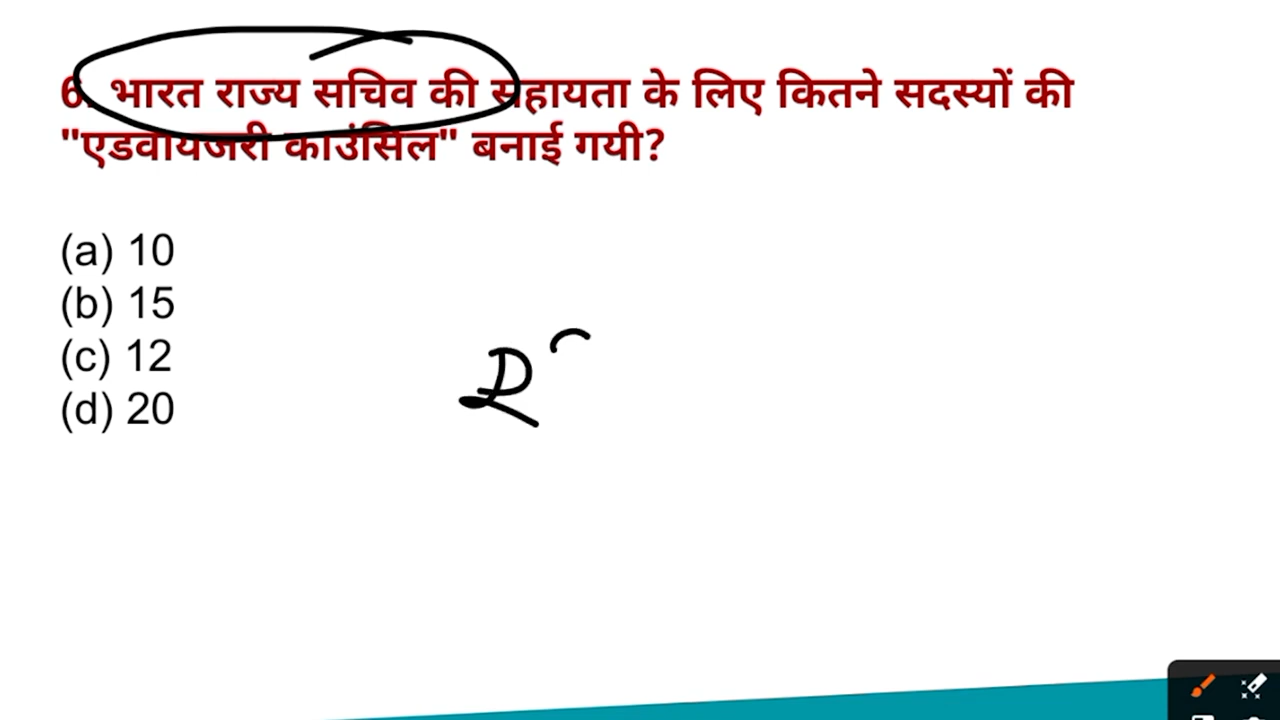 6. भारत राज्य सचिव की सहायता के लिए कितने सदस्यों की
"एडवायजरी काउंसिल" बनाई गयी?
(a) 10
(b) 15
(c) 12
(d) 20